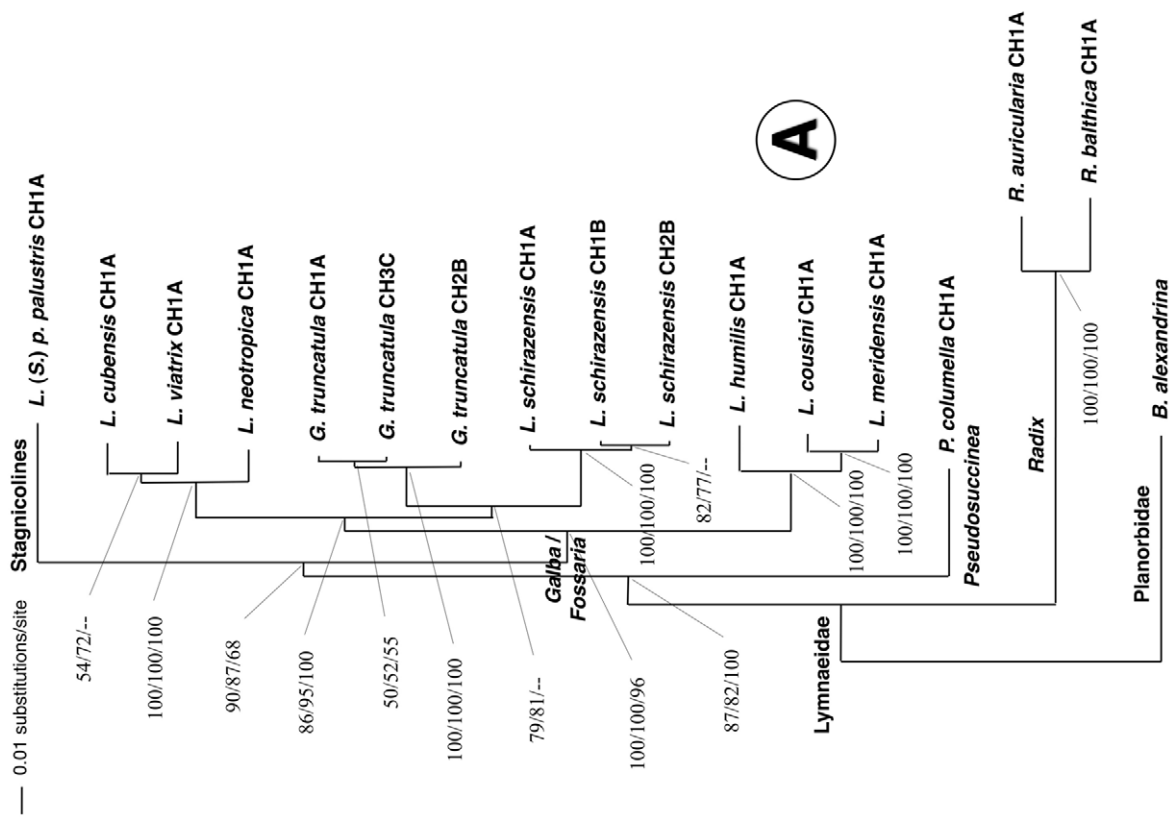 0.01 substitutions/site
Stagnicolines
L. (S.) p. palustris CH1A
54/72/--
L. cubensis CH1A
100/100/100
L. viatrix CH1A
90/87/68
L. neotropica CH1A
86/95/100
G. truncatula CH1A
50/52/55
G. truncatula CH3C
100/100/100
G. truncatula CH2B
79/81/--
Galba /
Fossaria
L. schirazensis CH1A
100/100/96
100/100/100
L. schirazensis CH1B
82/77/--
L. schirazensis CH2B
87/82/100
L. humilis CH1A
Lymnaeidae
100/100/100
L. cousini CH1A
A
100/100/100
L. meridensis CH1A
P. columella CH1A
Pseudosuccinea
Radix
R. auricularia CH1A
100/100/100
R. balthica CH1A
Planorbidae
B. alexandrina